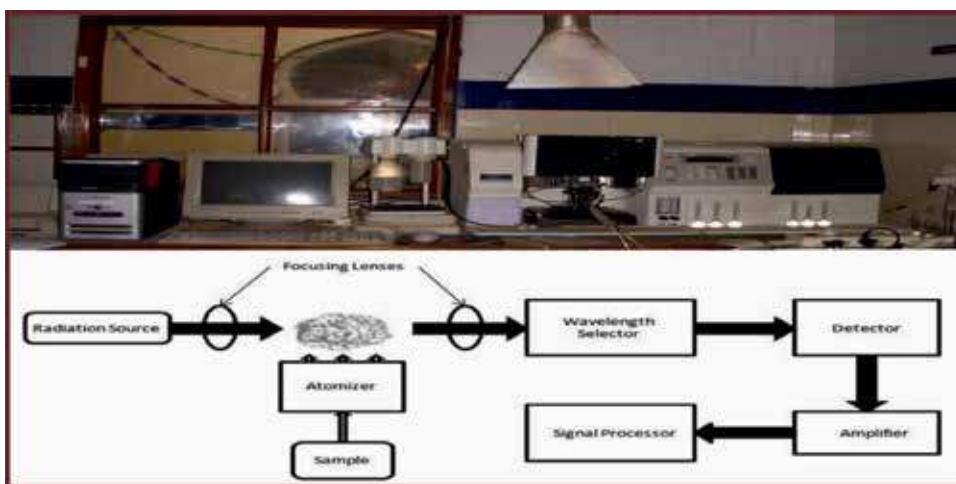 Focusing Lenses
Radiation Source
Wavelength
Selector
Detector
Atomizer
Signal Processor
Amplifier
Sample